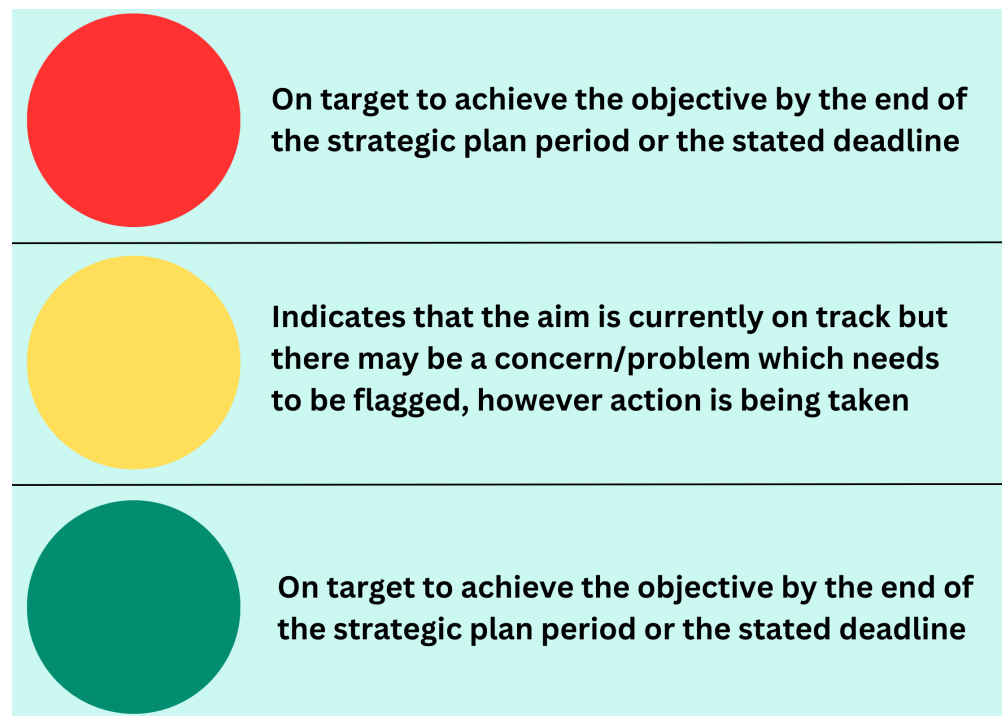 On target to achieve the objective by the end of
the strategic plan period or the stated deadline
Indicates that the aim is currently on track but
there may be a concern/problem which needs
to be flagged, however action is being taken
On target to achieve the objective by the end of
the strategic plan period or the stated deadline